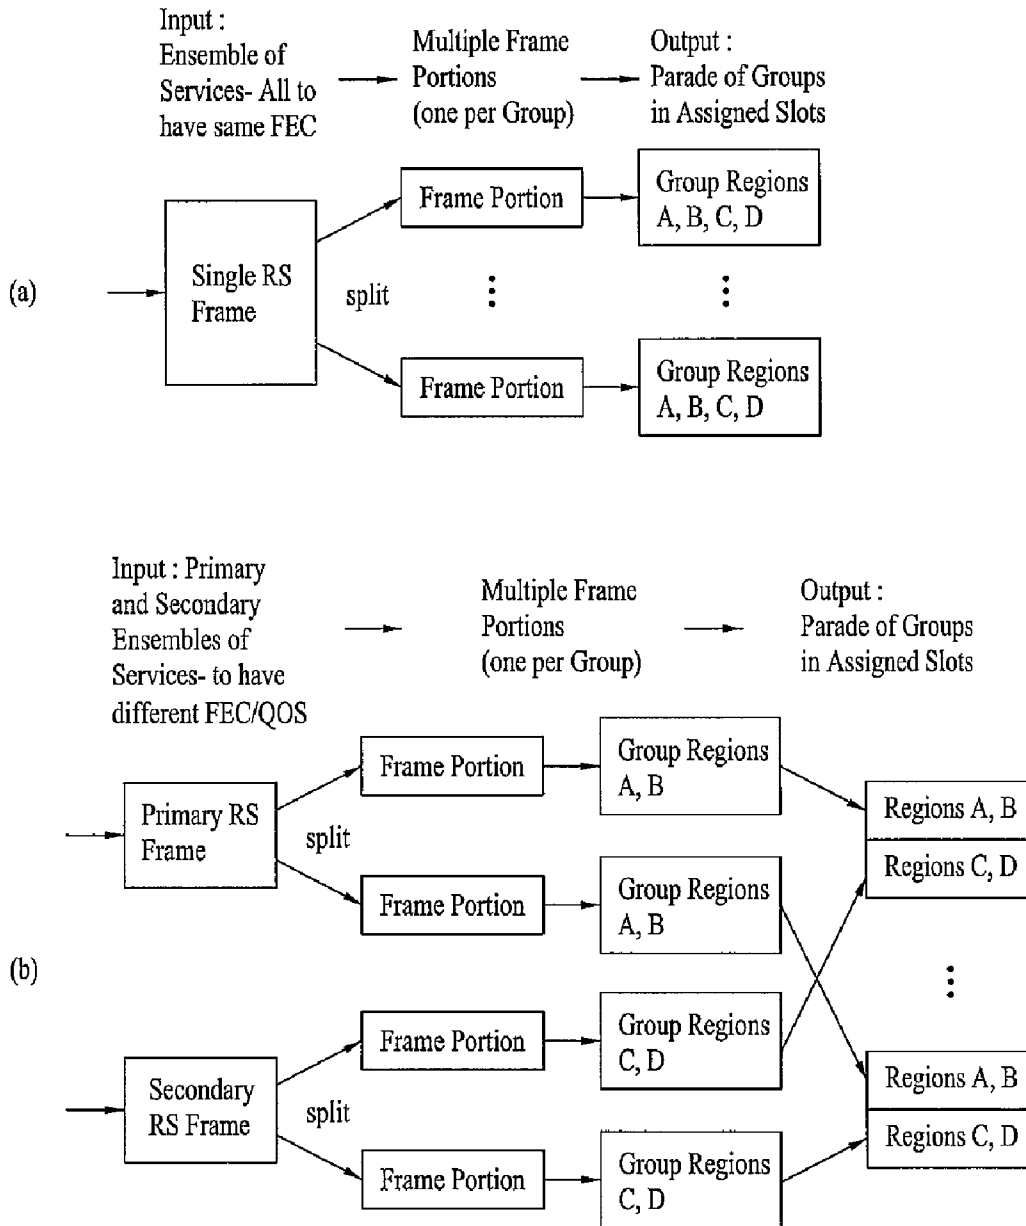 Input :
Ensemble of
Services- All to
have same FEC
Multiple Frame
Portions
(one per Group)
Output :
Parade of Groups
in Assigned Slots
(a)
Single RS
Frame
split
Frame Portion
Group Regions
A, B, C, D
Frame Portion
Group Regions
A, B, C, D
Input : Primary
and Secondary
Ensembles of
Services- to have
different FEC/QOS
Multiple Frame
Portions
(one per Group)
Output :
Parade of Groups
in Assigned Slots
(b)
Primary RS
Frame
split
Frame Portion
Group Regions
A, B
Frame Portion
Group Regions
A, B
Regions A, B
Regions C, D
Secondary
RS Frame
split
Frame Portion
Group Regions
C, D
Frame Portion
Group Regions
C, D
Regions A, B
Regions C, D